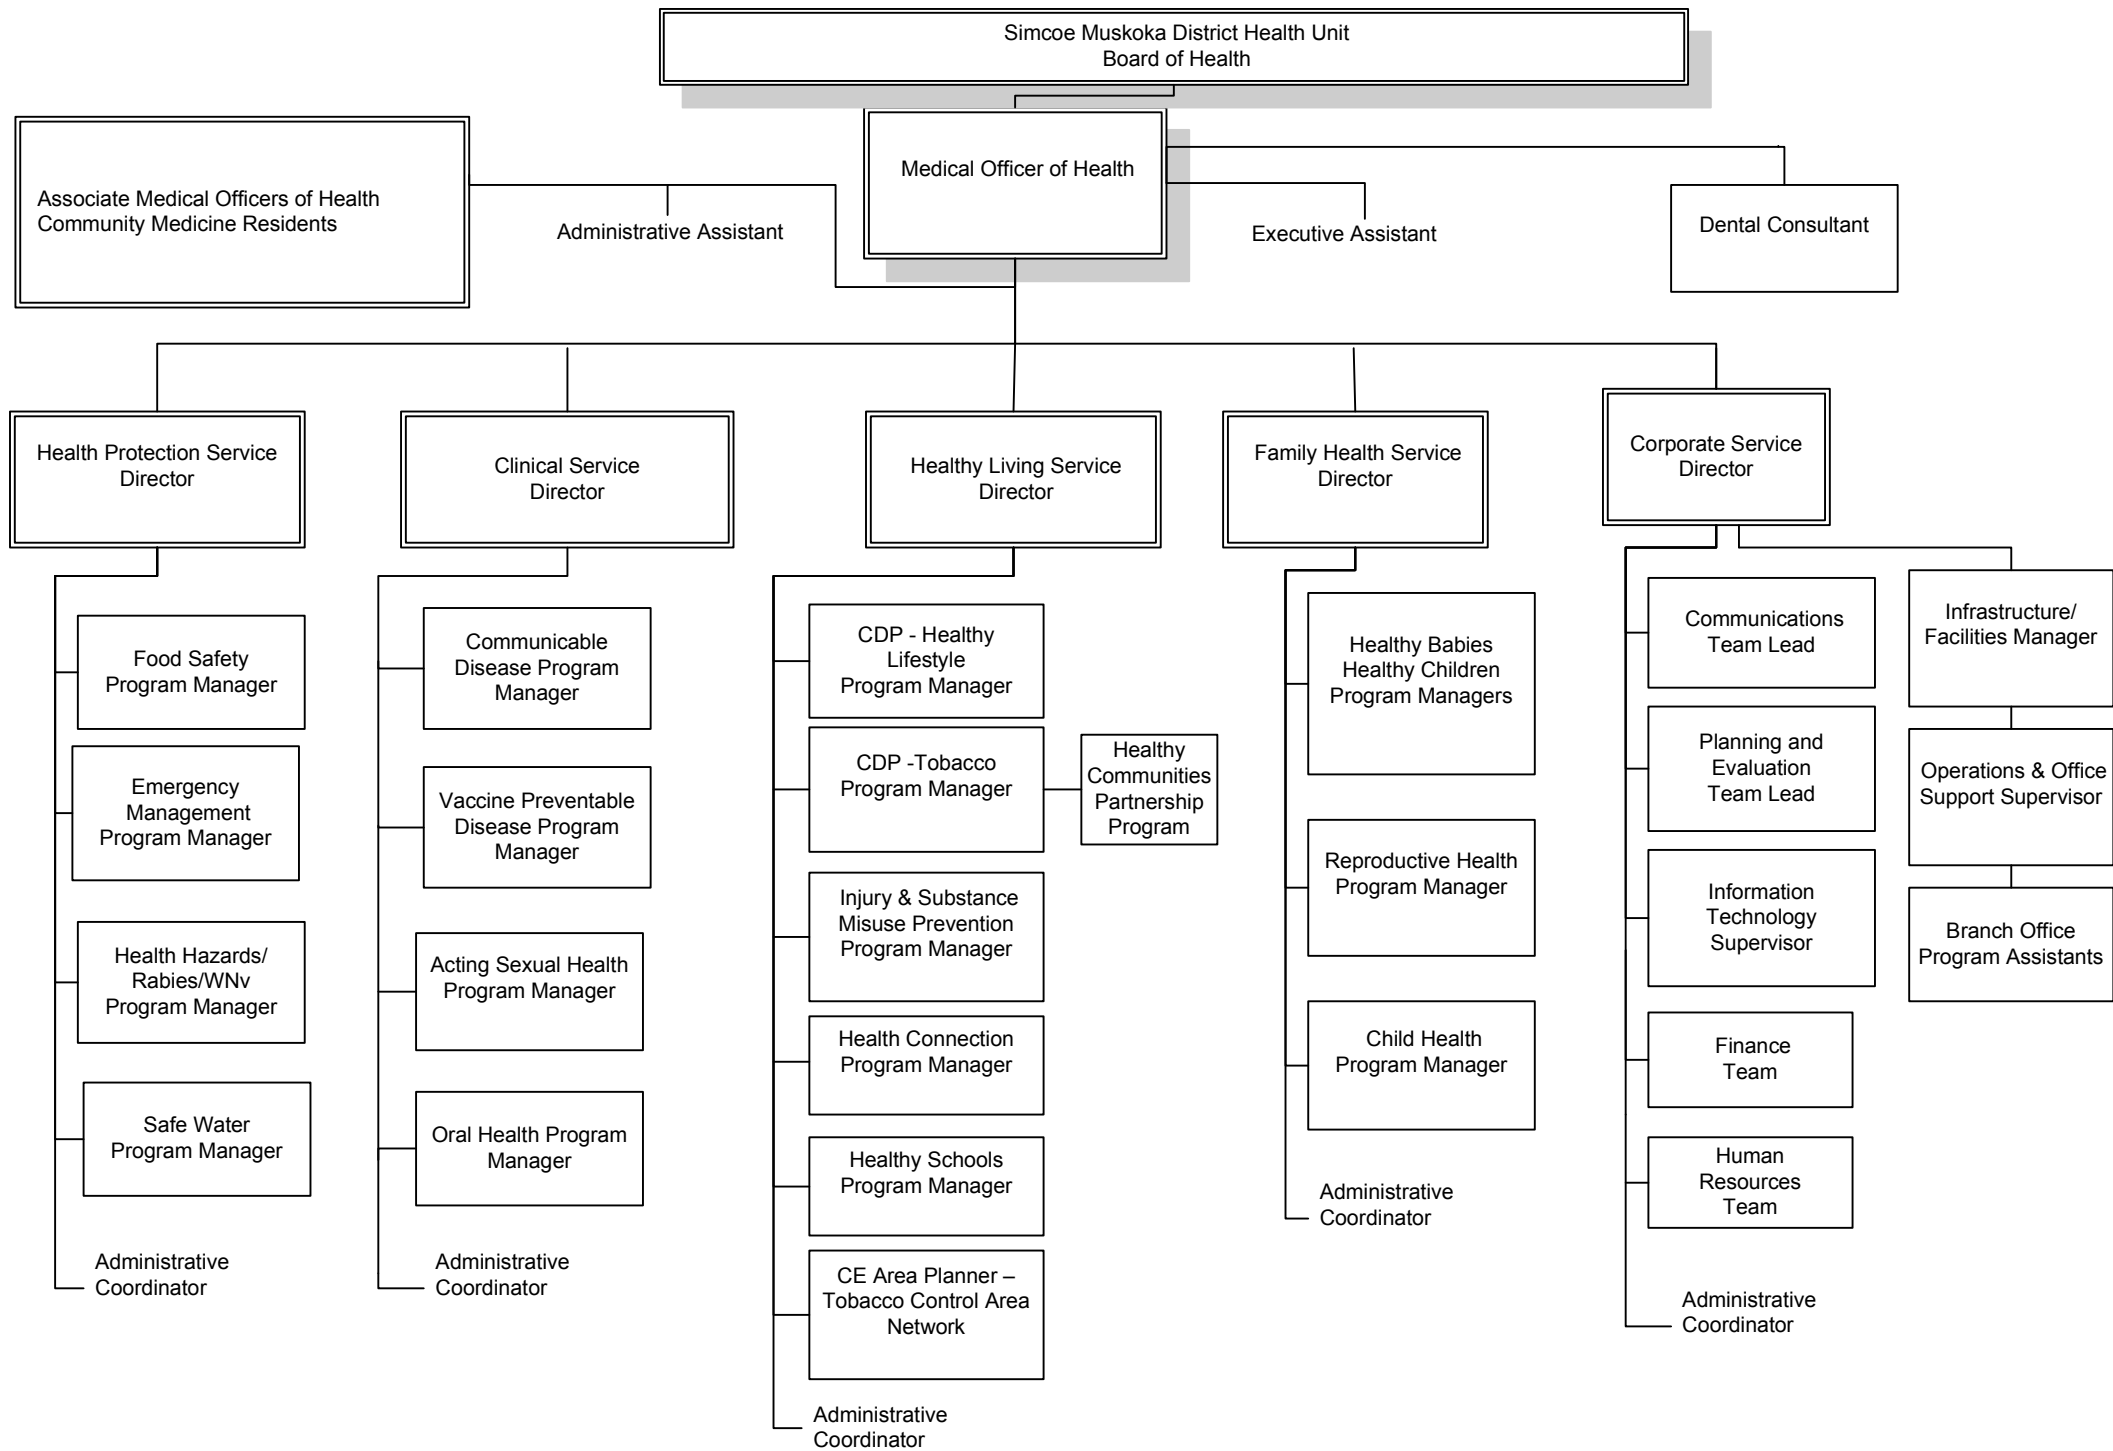 Simcoe Muskoka District Health Unit
Board of Health
Associate Medical Officers of Health
Community Medicine Residents
Administrative Assistant
Medical Officer of Health
Executive Assistant
Dental Consultant
Health Protection Service
Director
Food Safety
Program Manager
Emergency
Management
Program Manager
Health Hazards/
Rabies/WNv
Program Manager
Safe Water
Program Manager
Administrative
Coordinator
Clinical Service
Director
Communicable
Disease Program
Manager
Vaccine Preventable
Disease Program
Manager
Acting Sexual Health
Program Manager
Oral Health Program
Manager
Administrative
Coordinator
Healthy Living Service
Director
CDP - Healthy
Lifestyle
Program Manager
CDP -Tobacco
Program Manager
Healthy
Communities
Partnership
Program
Injury & Substance
Misuse Prevention
Program Manager
Health Connection
Program Manager
Healthy Schools
Program Manager
CE Area Planner –
Tobacco Control Area
Network
Administrative
Coordinator
Family Health Service
Director
Healthy Babies
Healthy Children
Program Managers
Reproductive Health
Program Manager
Child Health
Program Manager
Administrative
Coordinator
Corporate Service
Director
Communications
Team Lead
Planning and
Evaluation
Team Lead
Information
Technology
Supervisor
Finance
Team
Human
Resources
Team
Administrative
Coordinator
Infrastructure/
Facilities Manager
Operations & Office
Support Supervisor
Branch Office
Program Assistants